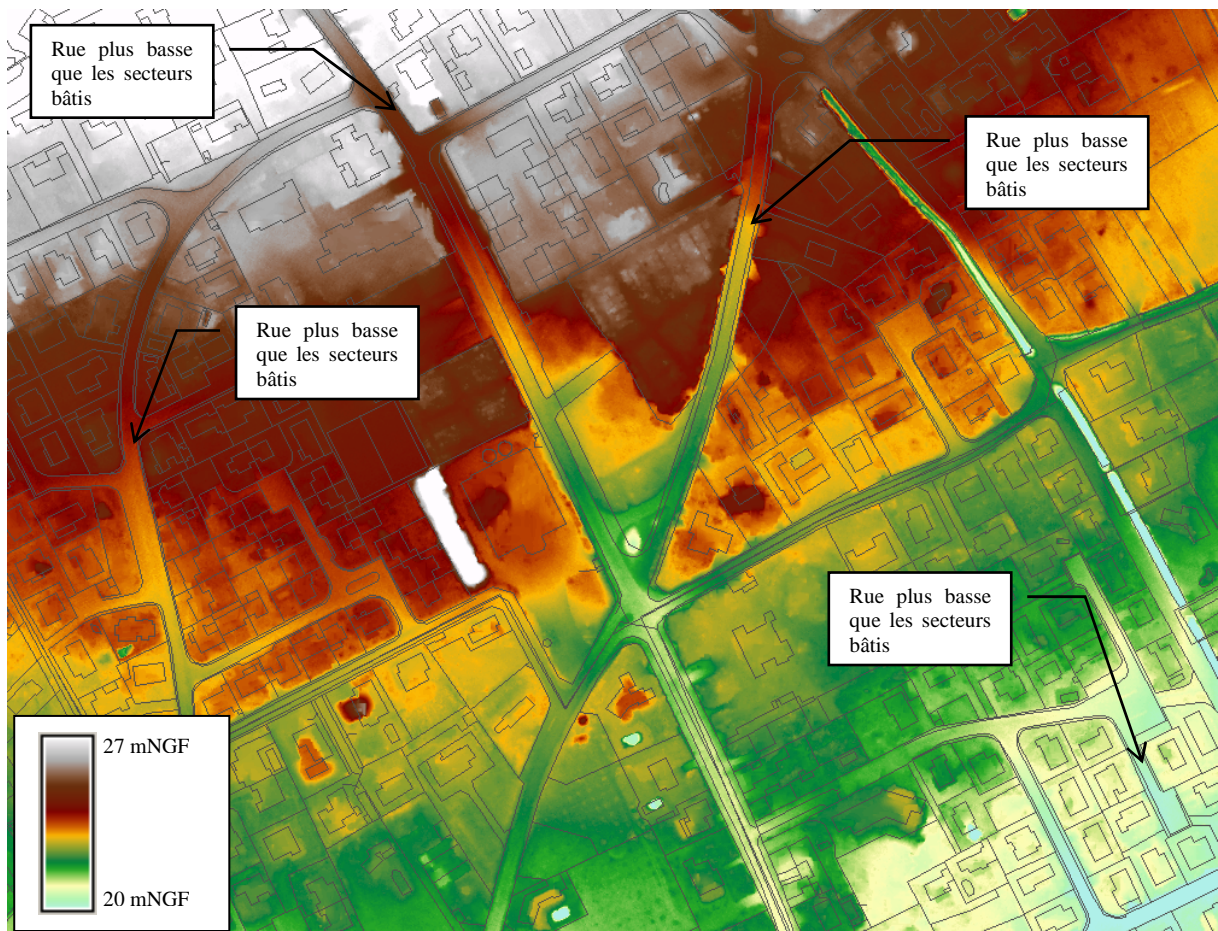 Rue plus basse
que les secteurs
bâtis
Rue plus basse
que les secteurs
bâtis
Rue plus basse
que les secteurs
bâtis
Rue plus basse
que les secteurs
bâtis
27 mNGF
20 mNGF